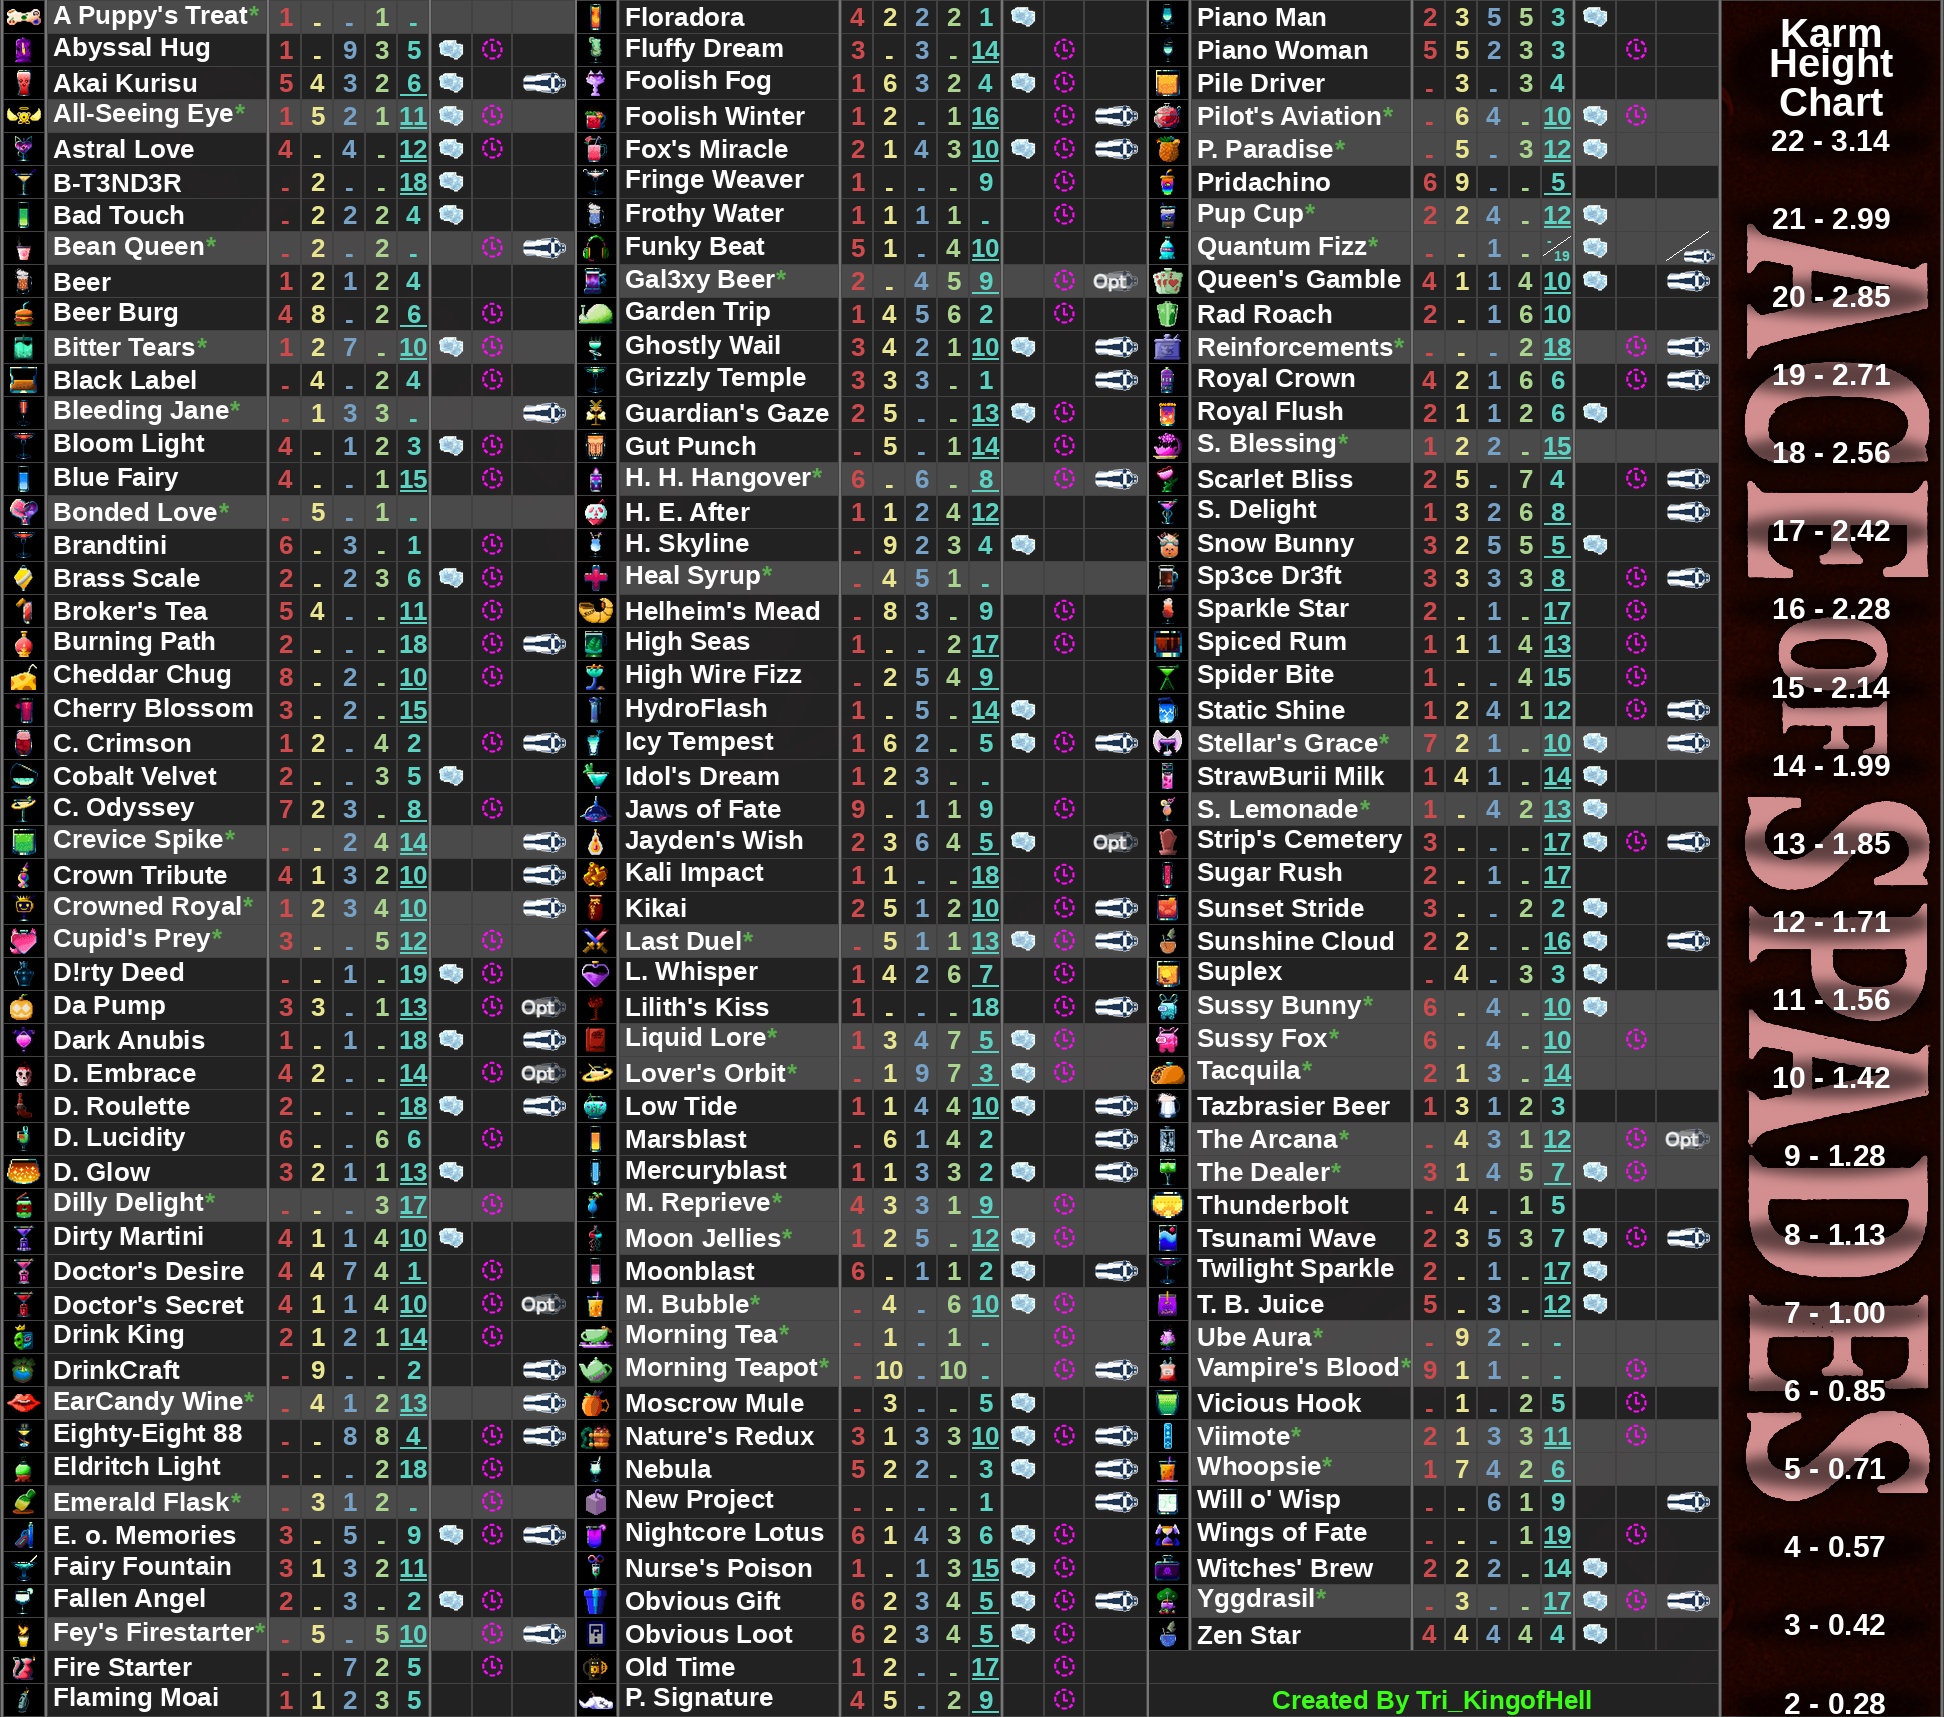 A Puppy's Treat* 1 - - 1 -
Abyssal Hug 1 - 9 3 5
Akai Kurisu 5 4 3 2 6
All-Seeing Eye* 1 5 2 1 11
Astral Love 4 - 4 - 12
B-T3ND3R - 2 - - 18
Bad Touch - 2 2 2 4
Bean Queen* - 2 - 2 -
Beer 1 2 1 2 4
Beer Burg 4 8 - 2 6
Bitter Tears* 1 2 7 - 10
Black Label - 4 - 2 4
Bleeding Jane* - 1 3 3 -
Bloom Light 4 - 1 2 3
Blue Fairy 4 - - 1 15
Bonded Love* - 5 - 1 -
Brandtini 6 - 3 - 1
Brass Scale 2 - 2 3 6
Broker's Tea 5 4 - - 11
Burning Path 2 - - - 18
Cheddar Chug 8 - 2 - 10
Cherry Blossom 3 - 2 - 15
C. Crimson 1 2 - 4 2
Cobalt Velvet 2 - - 3 5
C. Odyssey 7 2 3 - 8
Crevice Spike* - - 2 4 14
Crown Tribute 4 1 3 2 10
Crowned Royal* 1 2 3 4 10
Cupid's Prey* 3 - - 5 12
D!rty Deed - - 1 - 19
Da Pump 3 3 - 1 13 Opt
Dark Anubis 1 - 1 - 18
D. Embrace 4 2 - - 14 Opt
D. Roulette 2 - - - 18
D. Lucidity 6 - - 6 6
D. Glow 3 2 1 1 13
Dilly Delight* - - - 3 17
Dirty Martini 4 1 1 4 10
Doctor's Desire 4 4 7 4 1
Doctor's Secret 4 1 1 4 10 Opt
Drink King 2 1 2 1 14
DrinkCraft - 9 - - 2
EarCandy Wine* - 4 1 2 13
Eighty-Eight 88 - - 8 8 4
Eldritch Light - - - 2 18
Emerald Flask* - 3 1 2 -
E. o. Memories 3 - 5 - 9
Fairy Fountain 3 1 3 2 11
Fallen Angel 2 - 3 - 2
Fey's Firestarter* - 5 - 5 10
Fire Starter - - 7 2 5
Flaming Moai 1 1 2 3 5
Floradora 4 2 2 2 1
Fluffy Dream 3 - 3 - 14
Foolish Fog 1 6 3 2 4
Foolish Winter 1 2 - 1 16
Fox's Miracle 2 1 4 3 10
Fringe Weaver 1 - - - 9
Frothy Water 1 1 1 1 -
Funky Beat 5 1 - 4 10
Gal3xy Beer* 2 - 4 5 9 Opt
Garden Trip 1 4 5 6 2
Ghostly Wail 3 4 2 1 10
Grizzly Temple 3 3 3 - 1
Guardian's Gaze 2 5 - - 13
Gut Punch - 5 - 1 14
H. H. Hangover* 6 - 6 - 8
H. E. After 1 1 2 4 12
H. Skyline - 9 2 3 4
Heal Syrup* - 4 5 1 -
Helheim's Mead - 8 3 - 9
High Seas 1 - - 2 17
High Wire Fizz - 2 5 4 9
HydroFlash 1 - 5 - 14
Icy Tempest 1 6 2 - 5
Idol's Dream 1 2 3 - -
Jaws of Fate 9 - 1 1 9
Jayden's Wish 2 3 6 4 5 Opt
Kali Impact 1 1 - - 18
Kikai 2 5 1 2 10
Last Duel* - 5 1 1 13
L. Whisper 1 4 2 6 7
Lilith's Kiss 1 - - - 18
Liquid Lore* 1 3 4 7 5
Lover's Orbit* - 1 9 7 3
Low Tide 1 1 4 4 10
Marsblast - 6 1 4 2
Mercuryblast 1 1 3 3 2
M. Reprieve* 4 3 3 1 9
Moon Jellies* 1 2 5 - 12
Moonblast 6 - 1 1 2
M. Bubble* - 4 - 6 10
Morning Tea* - 1 - 1 -
Morning Teapot* - 10 - 10 -
Moscrow Mule - 3 - - 5
Nature's Redux 3 1 3 3 10
Nebula 5 2 2 - 3
New Project - - - - 1
Nightcore Lotus 6 1 4 3 6
Nurse's Poison 1 - 1 3 15
Obvious Gift 6 2 3 4 5
Obvious Loot 6 2 3 4 5
Old Time 1 2 - - 17
P. Signature 4 5 - 2 9
Piano Man 2 3 5 5 3
Piano Woman 5 5 2 3 3
Pile Driver - 3 - 3 4
Pilot's Aviation* - 6 4 - 10
P. Paradise* - 5 - 3 12
Pridachino 6 9 - - 5
Pup Cup* 2 2 4 - 12
Quantum Fizz* - - 1 - -/19
Queen's Gamble 4 1 1 4 10
Rad Roach 2 - 1 6 10
Reinforcements* - - - 2 18
Royal Crown 4 2 1 6 6
Royal Flush 2 1 1 2 6
S. Blessing* 1 2 2 - 15
Scarlet Bliss 2 5 - 7 4
S. Delight 1 3 2 6 8
Snow Bunny 3 2 5 5 5
Sp3ce Dr3ft 3 3 3 3 8
Sparkle Star 2 - 1 - 17
Spiced Rum 1 1 1 4 13
Spider Bite 1 - - 4 15
Static Shine 1 2 4 1 12
Stellar's Grace* 7 2 1 - 10
StrawBurii Milk 1 4 1 - 14
S. Lemonade* 1 - 4 2 13
Strip's Cemetery 3 - - - 17
Sugar Rush 2 - 1 - 17
Sunset Stride 3 - - 2 2
Sunshine Cloud 2 2 - - 16
Suplex - 4 - 3 3
Sussy Bunny* 6 - 4 - 10
Sussy Fox* 6 - 4 - 10
Tacquila* 2 1 3 - 14
Tazbrasier Beer 1 3 1 2 3
The Arcana* - 4 3 1 12 Opt
The Dealer* 3 1 4 5 7
Thunderbolt - 4 - 1 5
Tsunami Wave 2 3 5 3 7
Twilight Sparkle 2 - 1 - 17
T. B. Juice 5 - 3 - 12
Ube Aura* - 9 2 - -
Vampire's Blood* 9 1 1 - -
Vicious Hook - 1 - 2 5
Viimote* 2 1 3 3 11
Whoopsie* 1 7 4 2 6
Will o' Wisp - - 6 1 9
Wings of Fate - - - 1 19
Witches' Brew 2 2 2 - 14
Yggdrasil* - 3 - - 17
Zen Star 4 4 4 4 4
Created By Tri_KingofHell
Karm
Height
Chart
22 - 3.14
21 - 2.99
20 - 2.85
19 - 2.71
18 - 2.56
17 - 2.42
16 - 2.28
15 - 2.14
14 - 1.99
13 - 1.85
12 - 1.71
11 - 1.56
10 - 1.42
9 - 1.28
8 - 1.13
7 - 1.00
6 - 0.85
5 - 0.71
4 - 0.57
3 - 0.42
2 - 0.28
ACE OF SPADES